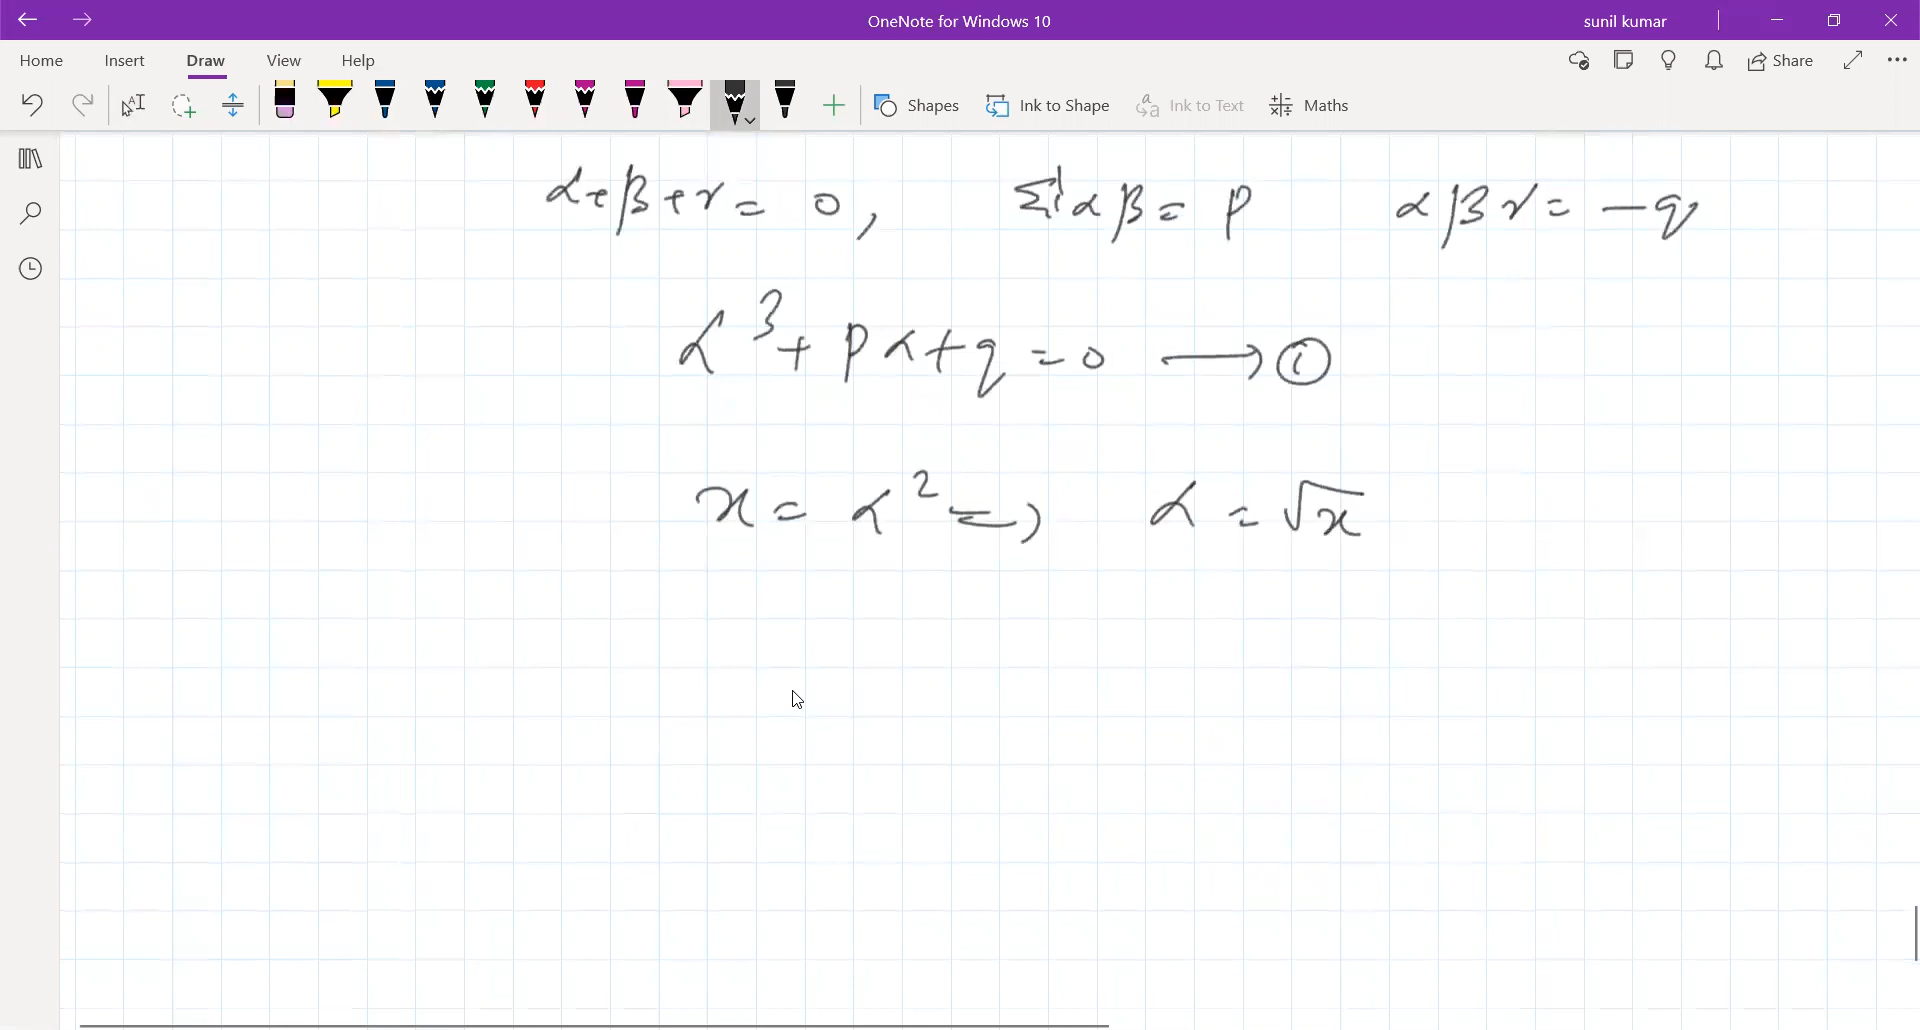 OneNote for Windows 10 sunil kumar
Home Insert Draw View Help Share
Shapes Ink to Shape Ink to Text Maths
α+β+γ= 0, Σαβ= p αβγ= −q
α³+pα+q=0 → ①
x= α² ⇒ α = √x